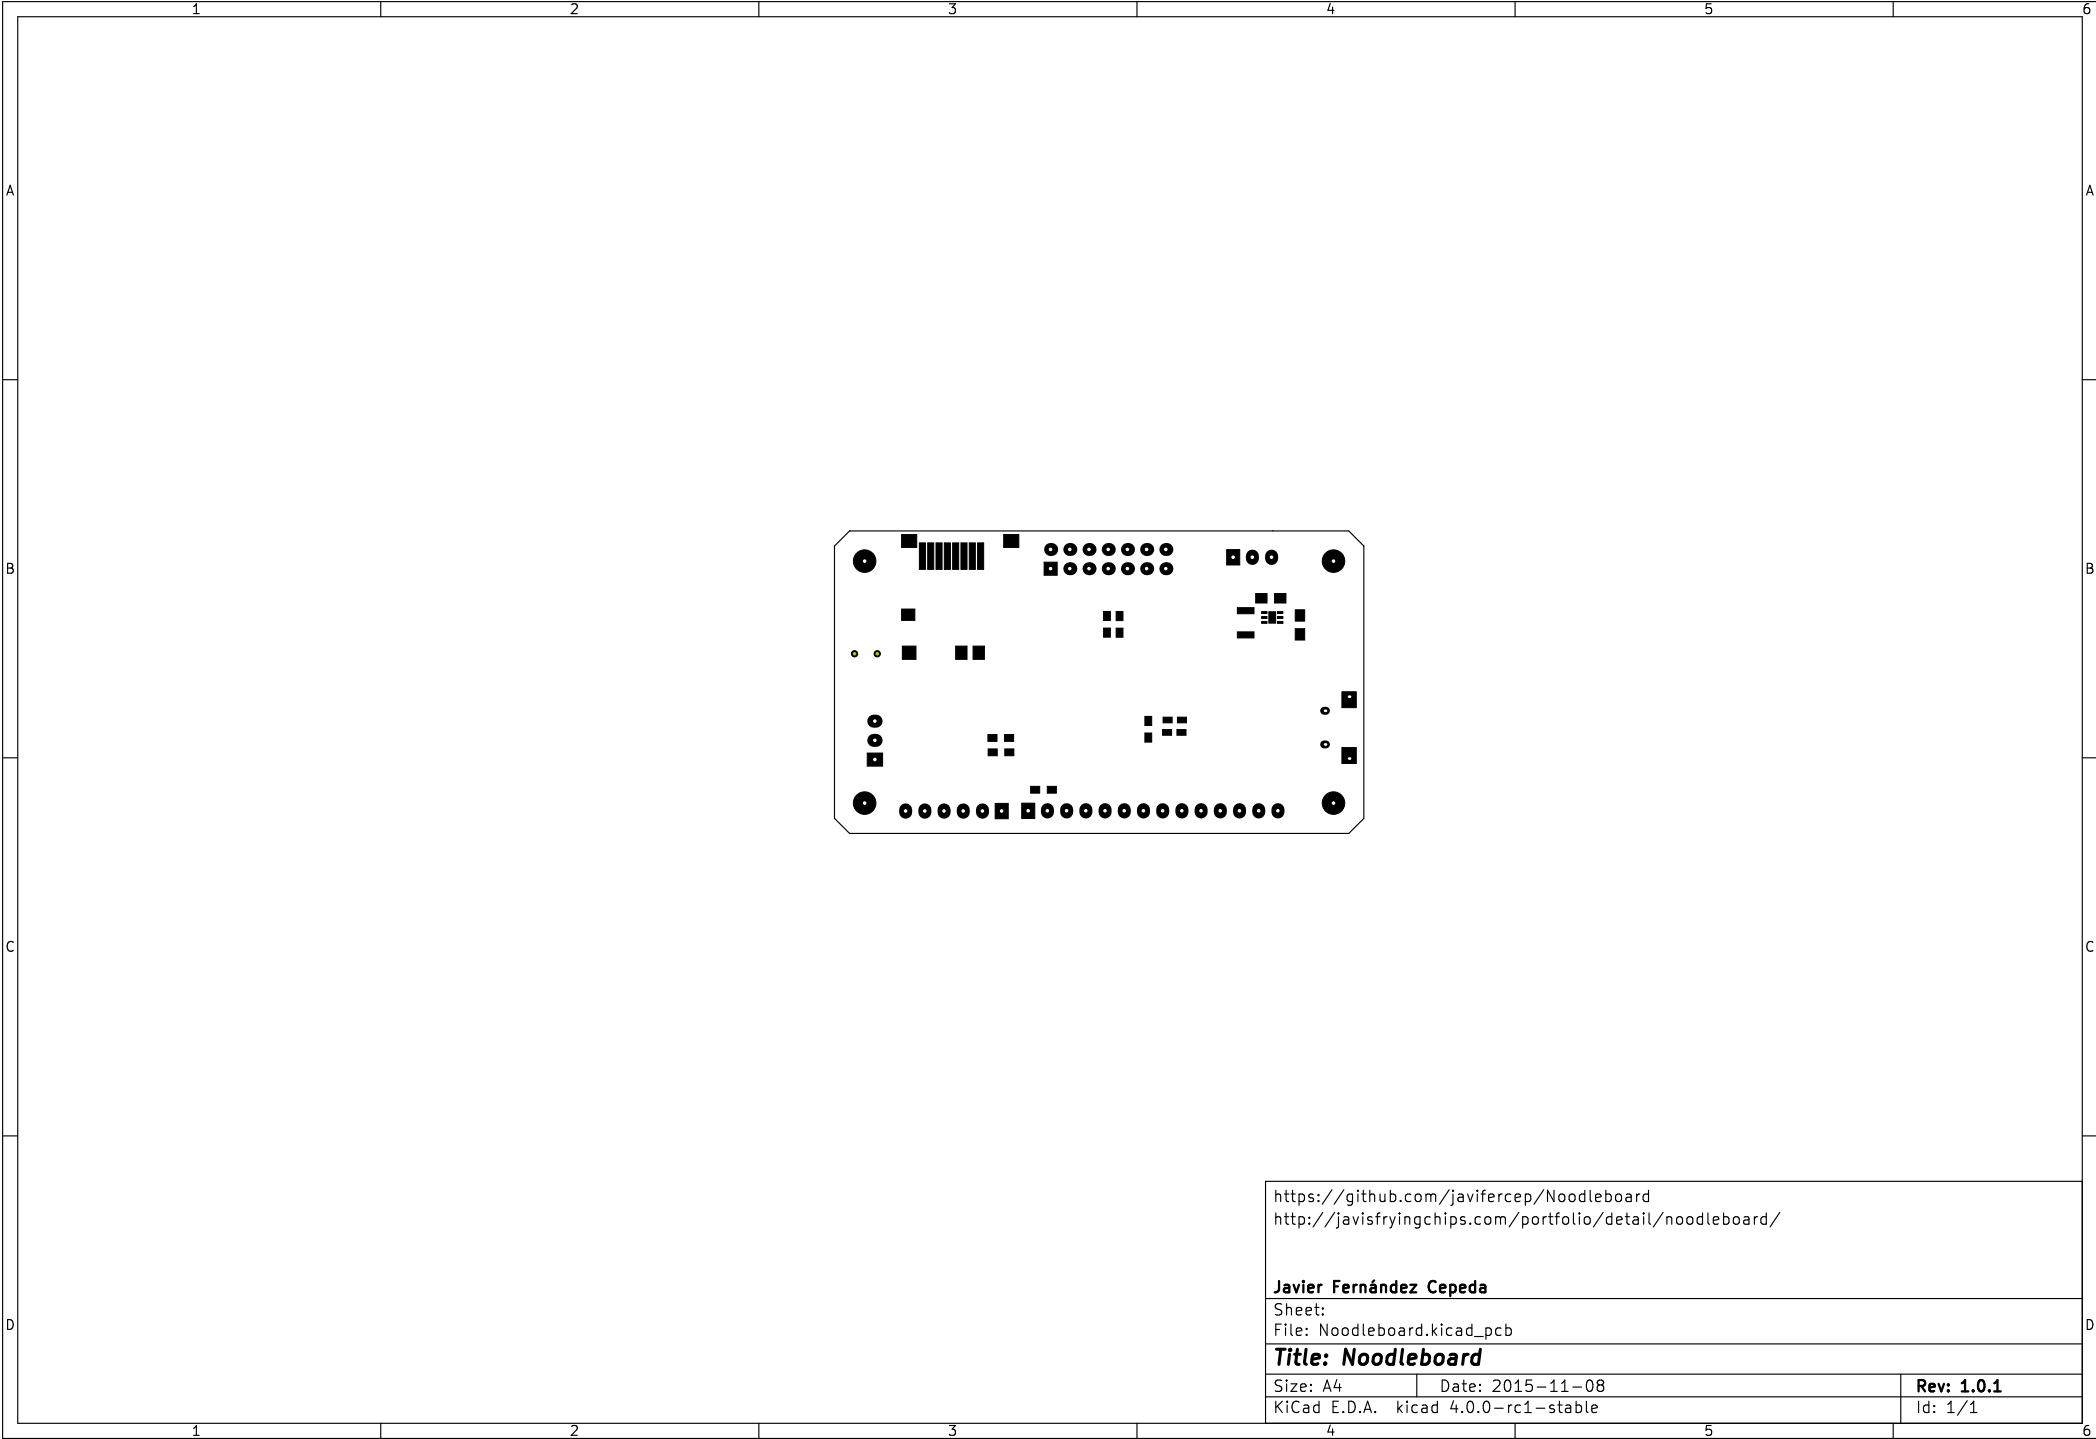 1 2 3 4 5 6
A A
B B
C C
https://github.com/javifercep/Noodleboard
http://javisfryingchips.com/portfolio/detail/noodleboard/
Javier Fernández Cepeda
Sheet:
D D
File: Noodleboard.kicad_pcb
Title: Noodleboard
Size: A4 Date: 2015-11-08 Rev: 1.0.1
KiCad E.D.A. kicad 4.0.0-rc1-stable Id: 1/1
1 2 3 4 5 6